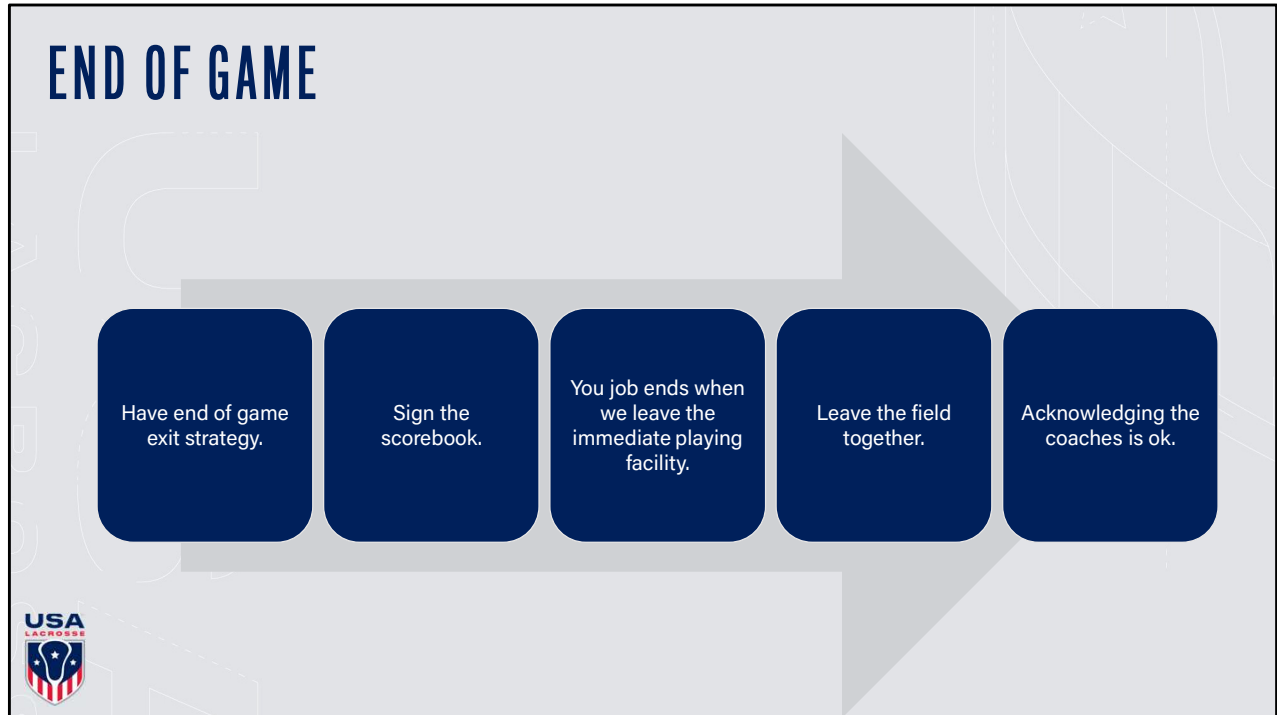 END OF GAME
Have end of game
exit strategy.
Sign the
scorebook.
You job ends when
we leave the
immediate playing
facility.
Leave the field
together.
Acknowledging the
coaches is ok.
USA
LACROSSE